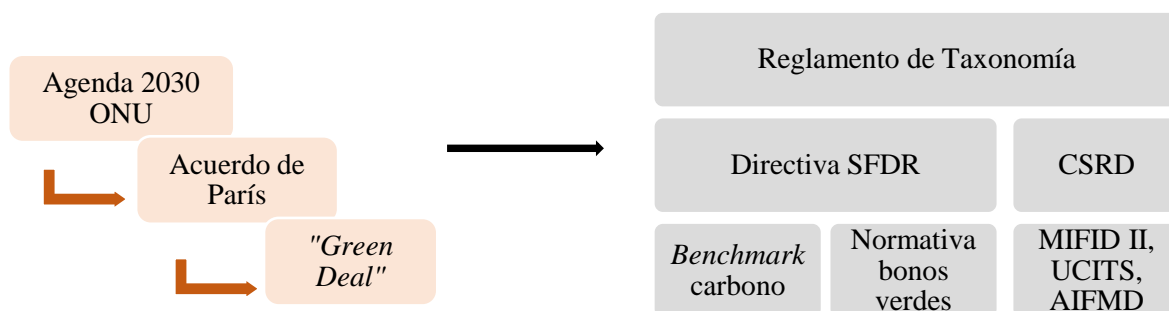 Agenda 2030
ONU
Acuerdo de
París
"Green
Deal"
Reglamento de Taxonomía
Directiva SFDR
CSRD
Benchmark
carbono
Normativa
bonos
verdes
MIFID II,
UCITS,
AIFMD